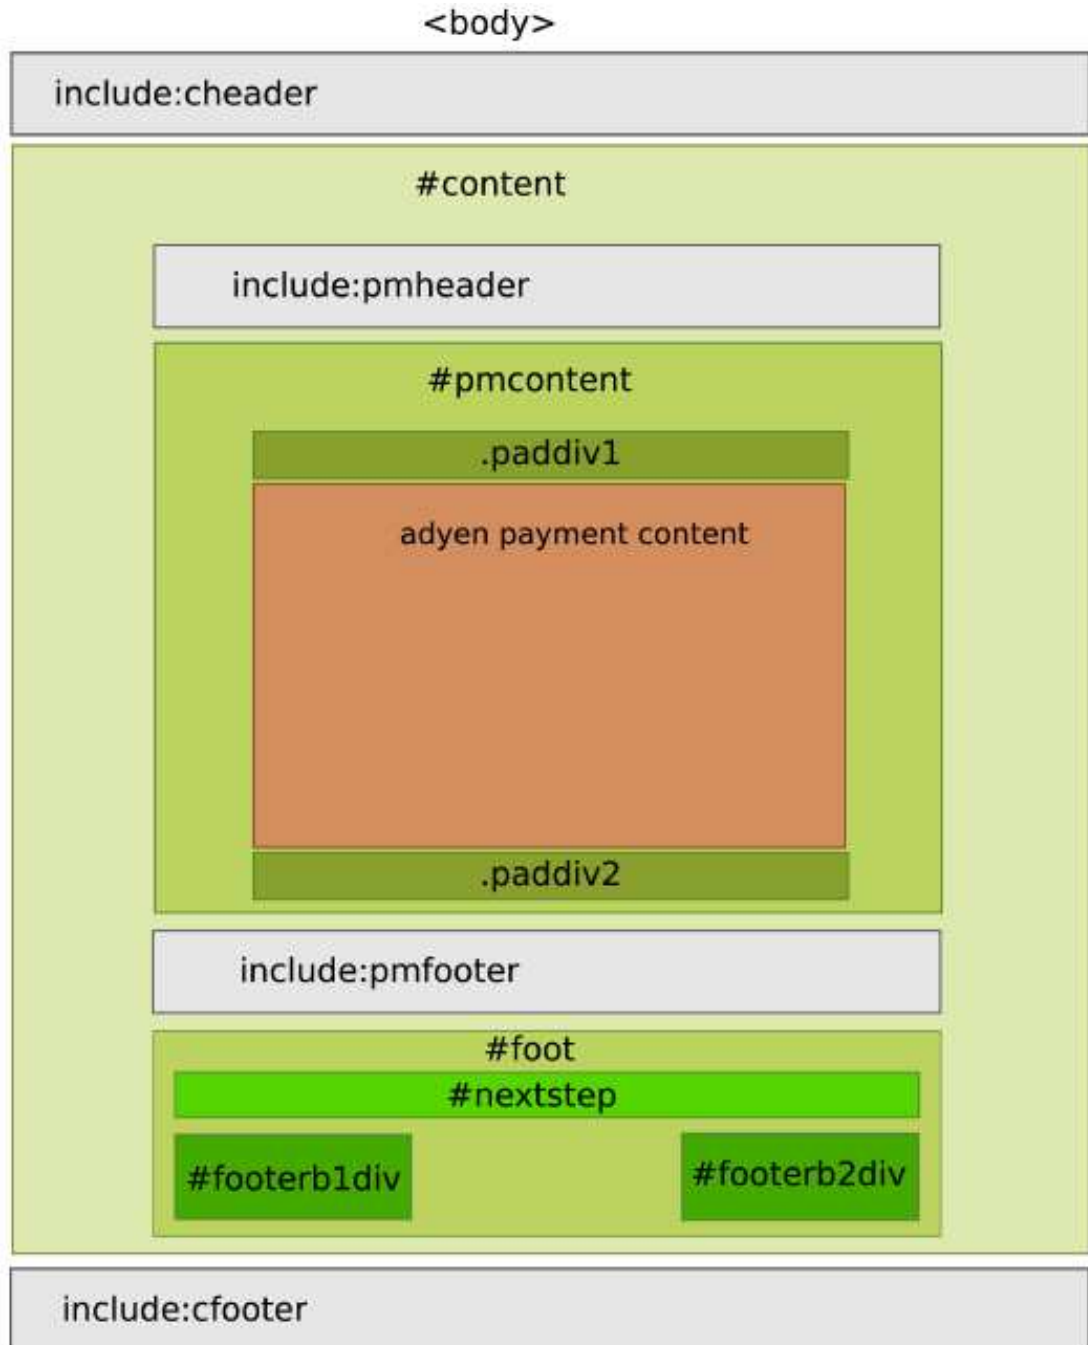 <body>
include:cheader
#content
include:pmheader
#pmcontent
.paddiv1
adyen payment content
.paddiv2
include:pmfooter
#foot
#nextstep
#footerb1div
#footerb2div
include:cfooter